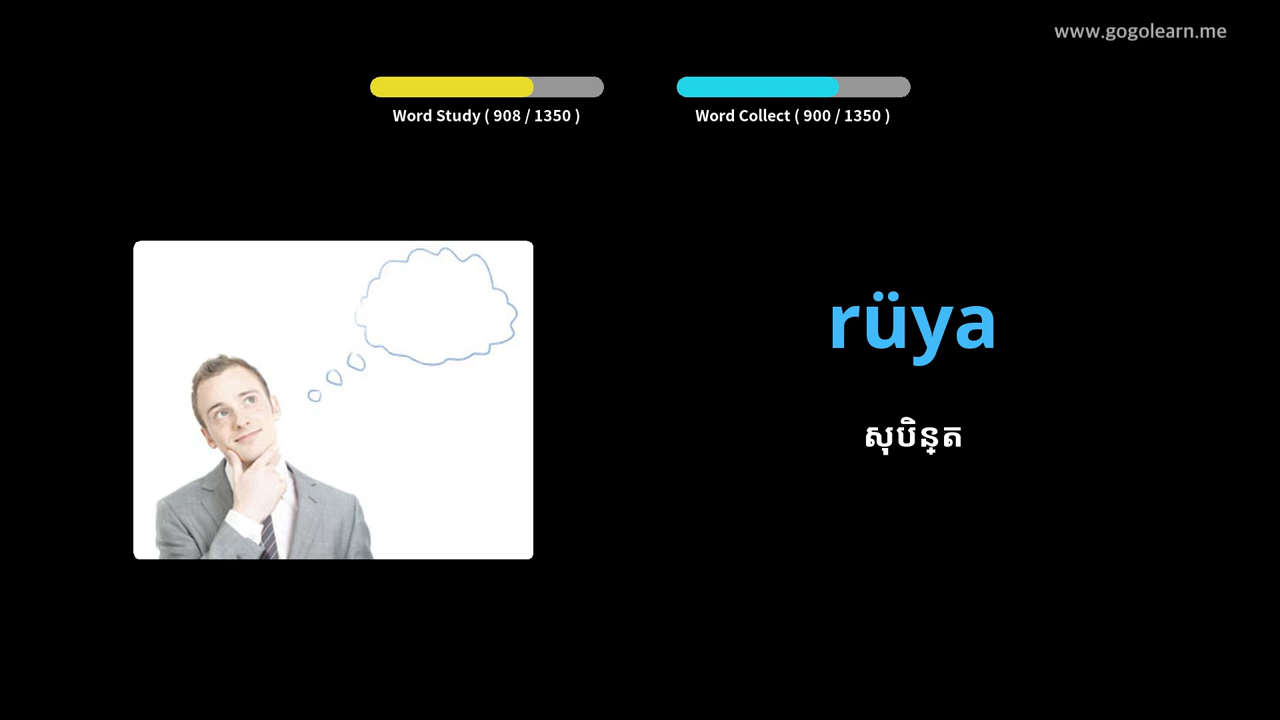 www.gogolearn.me
Word Study ( 908 / 1350 )
Word Collect ( 900 / 1350 )
rüya
សុបិន្ត